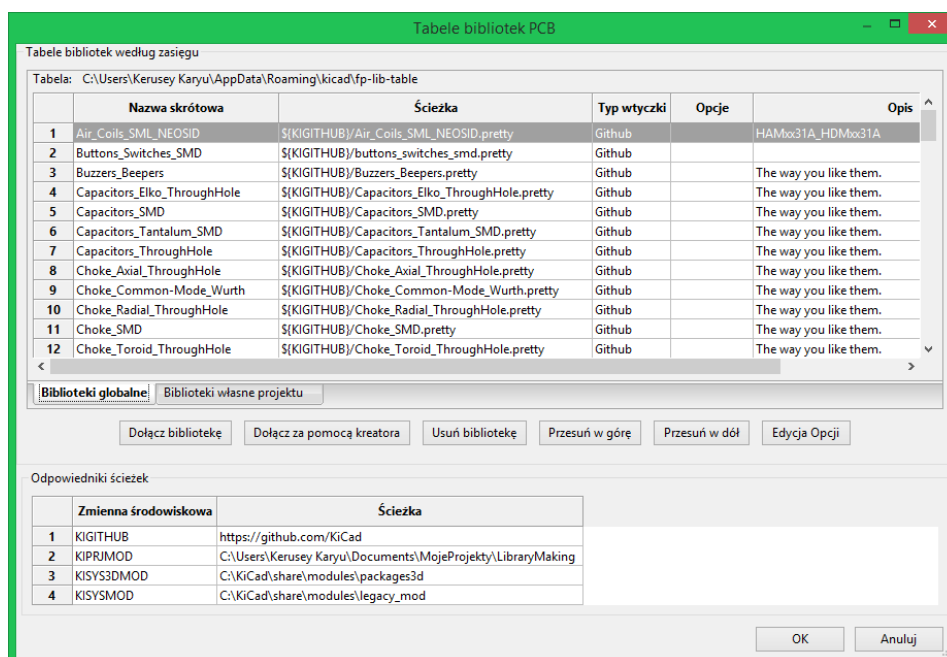 Tabele bibliotek PCB
Tabele bibliotek według zasięgu
Tabela: C:\Users\Kerusey Karyu\AppData\Roaming\kicad\fp-lib-table
Nazwa skrótowa Ścieżka Typ wtyczki Opcje Opis
1 Air_Coils_SML_NEOSID ${KIGITHUB}/Air_Coils_SML_NEOSID.pretty Github HAMxx31A_HDMxx31A
2 Buttons_Switches_SMD ${KIGITHUB}/buttons_switches_smd.pretty Github
3 Buzzers_Beepers ${KIGITHUB}/Buzzers_Beepers.pretty Github The way you like them.
4 Capacitors_Elko_ThroughHole ${KIGITHUB}/Capacitors_Elko_ThroughHole.pretty Github The way you like them.
5 Capacitors_SMD ${KIGITHUB}/Capacitors_SMD.pretty Github The way you like them.
6 Capacitors_Tantalum_SMD ${KIGITHUB}/Capacitors_Tantalum_SMD.pretty Github The way you like them.
7 Capacitors_ThroughHole ${KIGITHUB}/Capacitors_ThroughHole.pretty Github The way you like them.
8 Choke_Axial_ThroughHole ${KIGITHUB}/Choke_Axial_ThroughHole.pretty Github The way you like them.
9 Choke_Common-Mode_Wurth ${KIGITHUB}/Choke_Common-Mode_Wurth.pretty Github The way you like them.
10 Choke_Radial_ThroughHole ${KIGITHUB}/Choke_Radial_ThroughHole.pretty Github The way you like them.
11 Choke_SMD ${KIGITHUB}/Choke_SMD.pretty Github The way you like them.
12 Choke_Toroid_ThroughHole ${KIGITHUB}/Choke_Toroid_ThroughHole.pretty Github The way you like them.
Biblioteki globalne Biblioteki własne projektu
Dołącz bibliotekę Dołącz za pomocą kreatora Usuń bibliotekę Przesuń w górę Przesuń w dół Edycja Opcji
Odpowiedniki ścieżek
Zmienna środowiskowa Ścieżka
1 KIGITHUB https://github.com/KiCad
2 KIPRJMOD C:\Users\Kerusey Karyu\Documents\MojeProjekty\LibraryMaking
3 KISYS3DMOD C:\KiCad\share\modules\packages3d
4 KISYSMOD C:\KiCad\share\modules\legacy_mod
OK Anuluj